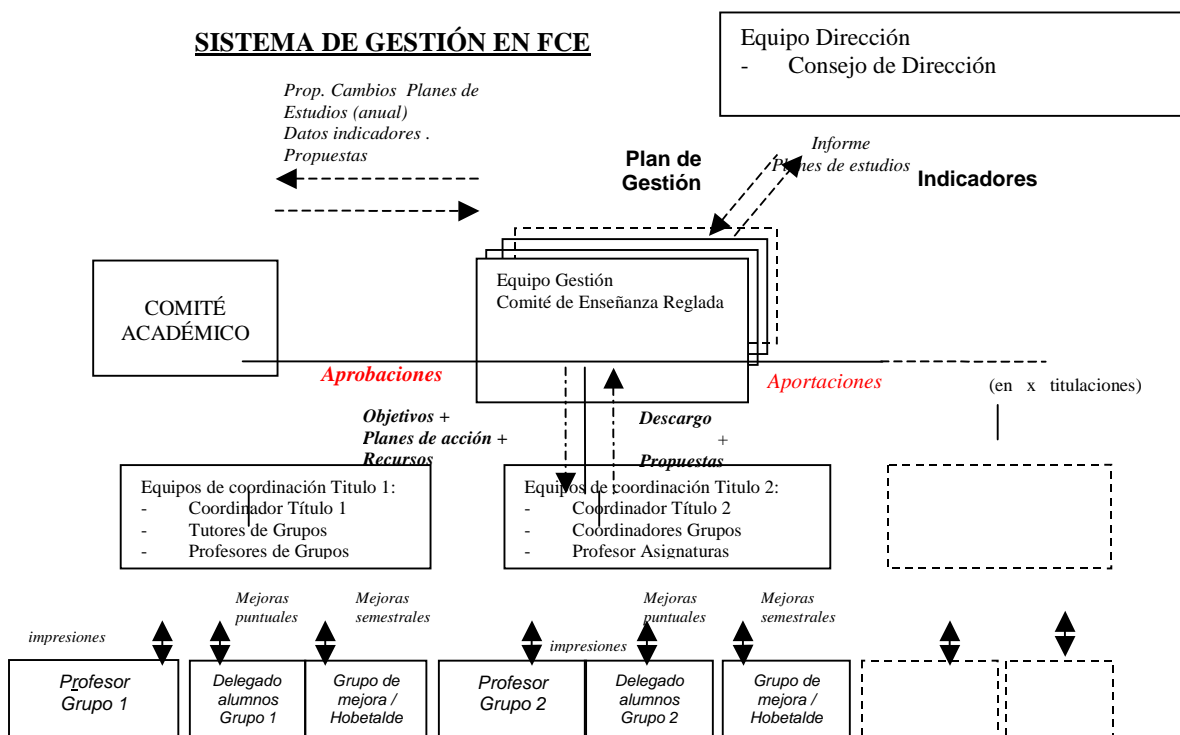 SISTEMA DE GESTIÓN EN FCE
Equipo Dirección
- Consejo de Dirección
Prop. Cambios Planes de
Estudios (anual)
Datos indicadores .
Propuestas
Plan de
Gestión
Informe
Planes de estudios
Indicadores
COMITÉ
ACADÉMICO
Equipo Gestión
Comité de Enseñanza Reglada
Aprobaciones
Aportaciones
(en x titulaciones)
Objetivos +
Planes de acción +
Recursos
Descargo
+
Propuestas
Equipos de coordinación Titulo 1:
- Coordinador Título 1
- Tutores de Grupos
- Profesores de Grupos
Equipos de coordinación Titulo 2:
- Coordinador Título 2
- Coordinadores Grupos
- Profesor Asignaturas
impresiones
Mejoras
puntuales
Mejoras
semestrales
impresiones
Mejoras
puntuales
Mejoras
semestrales
Profesor
Grupo 1
Delegado
alumnos
Grupo 1
Grupo de
mejora /
Hobetalde
Profesor
Grupo 2
Delegado
alumnos
Grupo 2
Grupo de
mejora /
Hobetalde